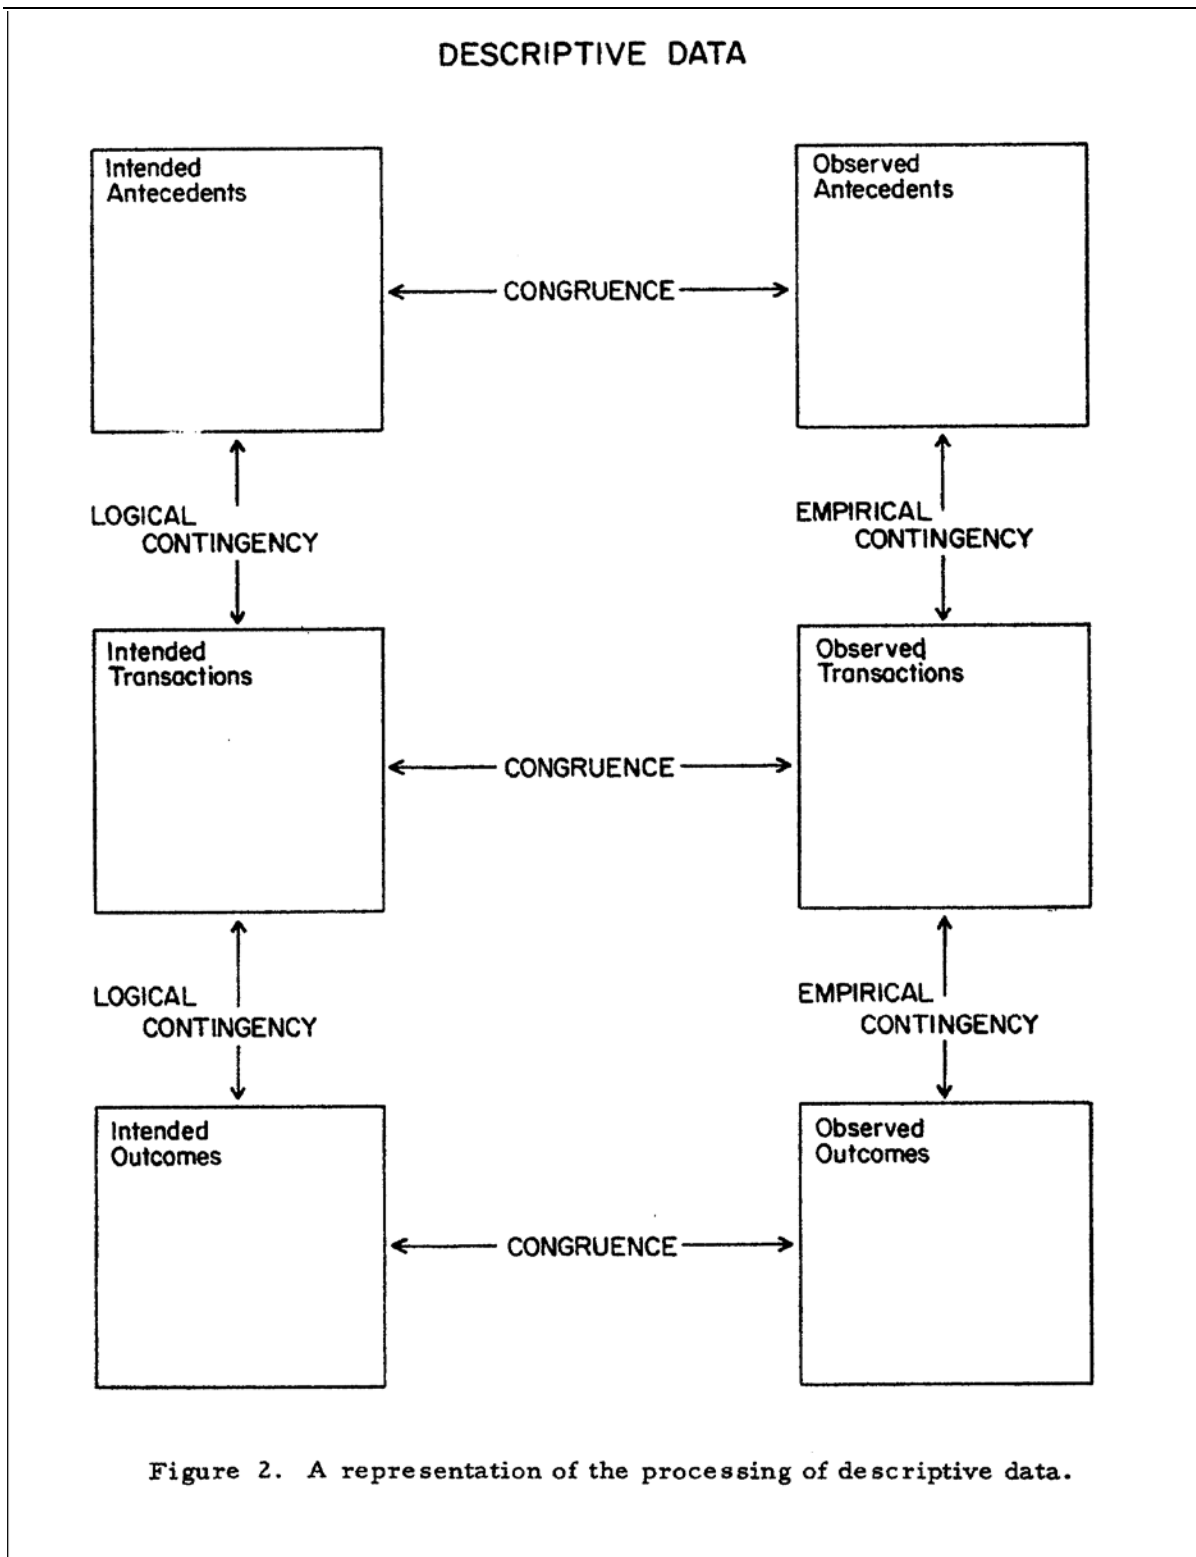 DESCRIPTIVE DATA
Intended
Antecedents
Observed
Antecedents
CONGRUENCE
LOGICAL
CONTINGENCY
EMPIRICAL
CONTINGENCY
Intended
Transactions
Observed
Transactions
CONGRUENCE
LOGICAL
CONTINGENCY
EMPIRICAL
CONTINGENCY
Intended
Outcomes
Observed
Outcomes
CONGRUENCE
Figure 2. A representation of the processing of descriptive data.